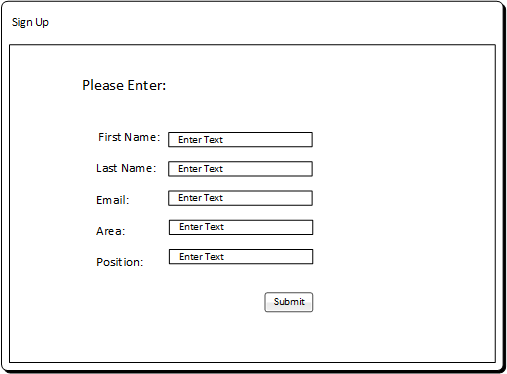 Sign Up
Please Enter:
First Name: Enter Text
Last Name: Enter Text
Email: Enter Text
Area: Enter Text
Position: Enter Text
Submit